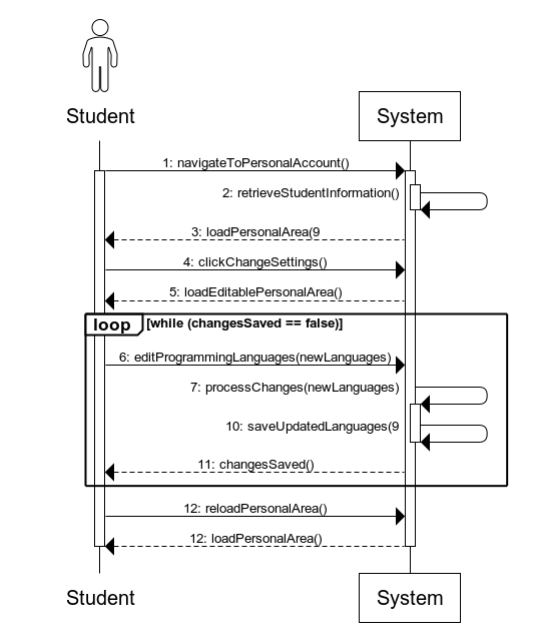 Student
System
1: navigateToPersonalAccount()
2: retrieveStudentInformation()
3: loadPersonalArea(9
4: clickChangeSettings()
5: loadEditablePersonalArea()
loop [while (changesSaved == false)]
6: editProgrammingLanguages(newLanguages)
7: processChanges(newLanguages)
10: saveUpdatedLanguages(9
11: changesSaved()
12: reloadPersonalArea()
12: loadPersonalArea()
Student
System